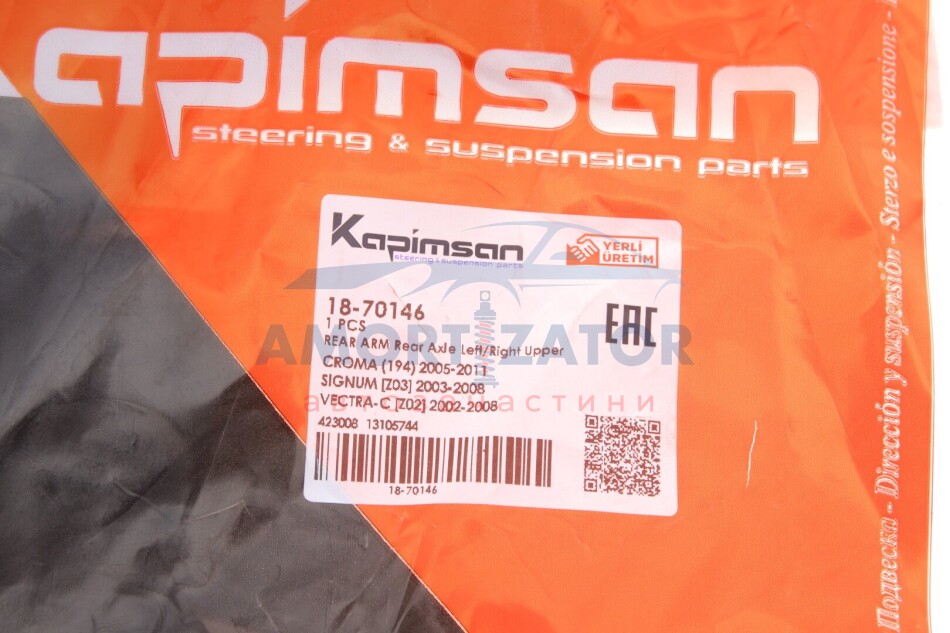 Kapimsan
steering & suspension parts
Kapimsan
steering & suspension parts
YERLİ
ÜRETİM
18-70146
1 PCS
REAR ARM Rear Axle Left/Right Upper
CROMA (194) 2005-2011
SIGNUM [Z03] 2003-2008
VECTRA-C [Z02] 2002-2008
423008 13105744
18-70146
EAC
AMORTIZATOR
автозапчастини
Подвеска - Dirección y suspensión - Sterzo e sospensione -